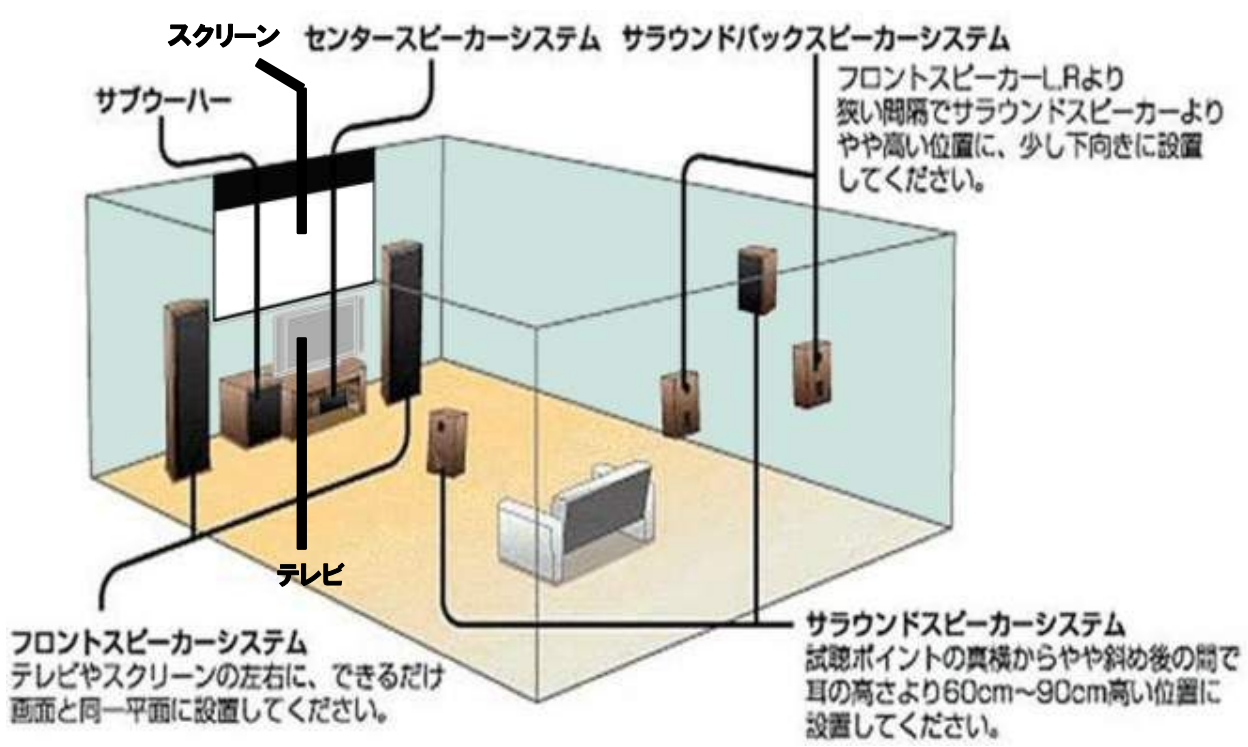 スクリーン
センタースピーカーシステム
サラウンドバックスピーカーシステム
フロントスピーカーL,Rより
狭い間隔でサラウンドスピーカーより
やや高い位置に、少し下向きに設置
してください。
サブウーハー
テレビ
フロントスピーカーシステム
テレビやスクリーンの左右に、できるだけ
画面と同一平面に設置してください。
サラウンドスピーカーシステム
試聴ポイントの真横からやや斜め後の間で
耳の高さより60cm～90cm高い位置に
設置してください。